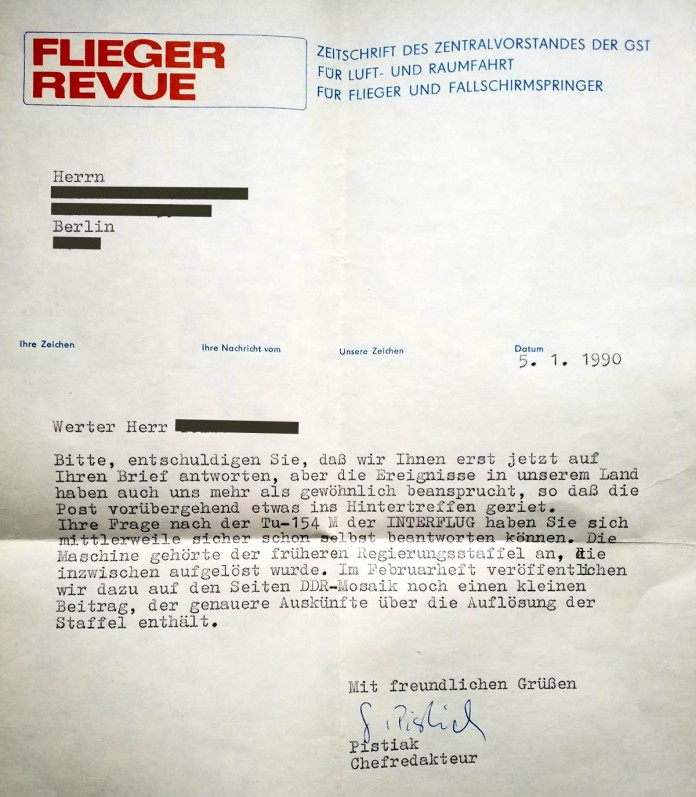 FLIEGER
REVUE
ZEITSCHRIFT DES ZENTRALVORSTANDES DER GST
FÜR LUFT- UND RAUMFAHRT
FÜR FLIEGER UND FALLSCHIRMSPRINGER
Herrn
Berlin
Ihre Zeichen
Ihre Nachricht vom
Unsere Zeichen
Datum
5. 1. 1990
Werter Herr
Bitte, entschuldigen Sie, daß wir Ihnen erst jetzt auf
Ihren Brief antworten, aber die Ereignisse in unserem Land
haben auch uns mehr als gewöhnlich beansprucht, so daß die
Post vorübergehend etwas ins Hintertreffen geriet.
Ihre Frage nach der Tu-154 M der INTERFLUG haben Sie sich
mittlerweile sicher schon selbst beantworten können. Die
Maschine gehörte der früheren Regierungsstaffel an, die
inzwischen aufgelöst wurde. Im Februarheft veröffentlichen
wir dazu auf den Seiten DDR-Mosaik noch einen kleinen
Beitrag, der genauere Auskünfte über die Auflösung der
Staffel enthält.
Mit freundlichen Grüßen
Pistiak
Chefredakteur